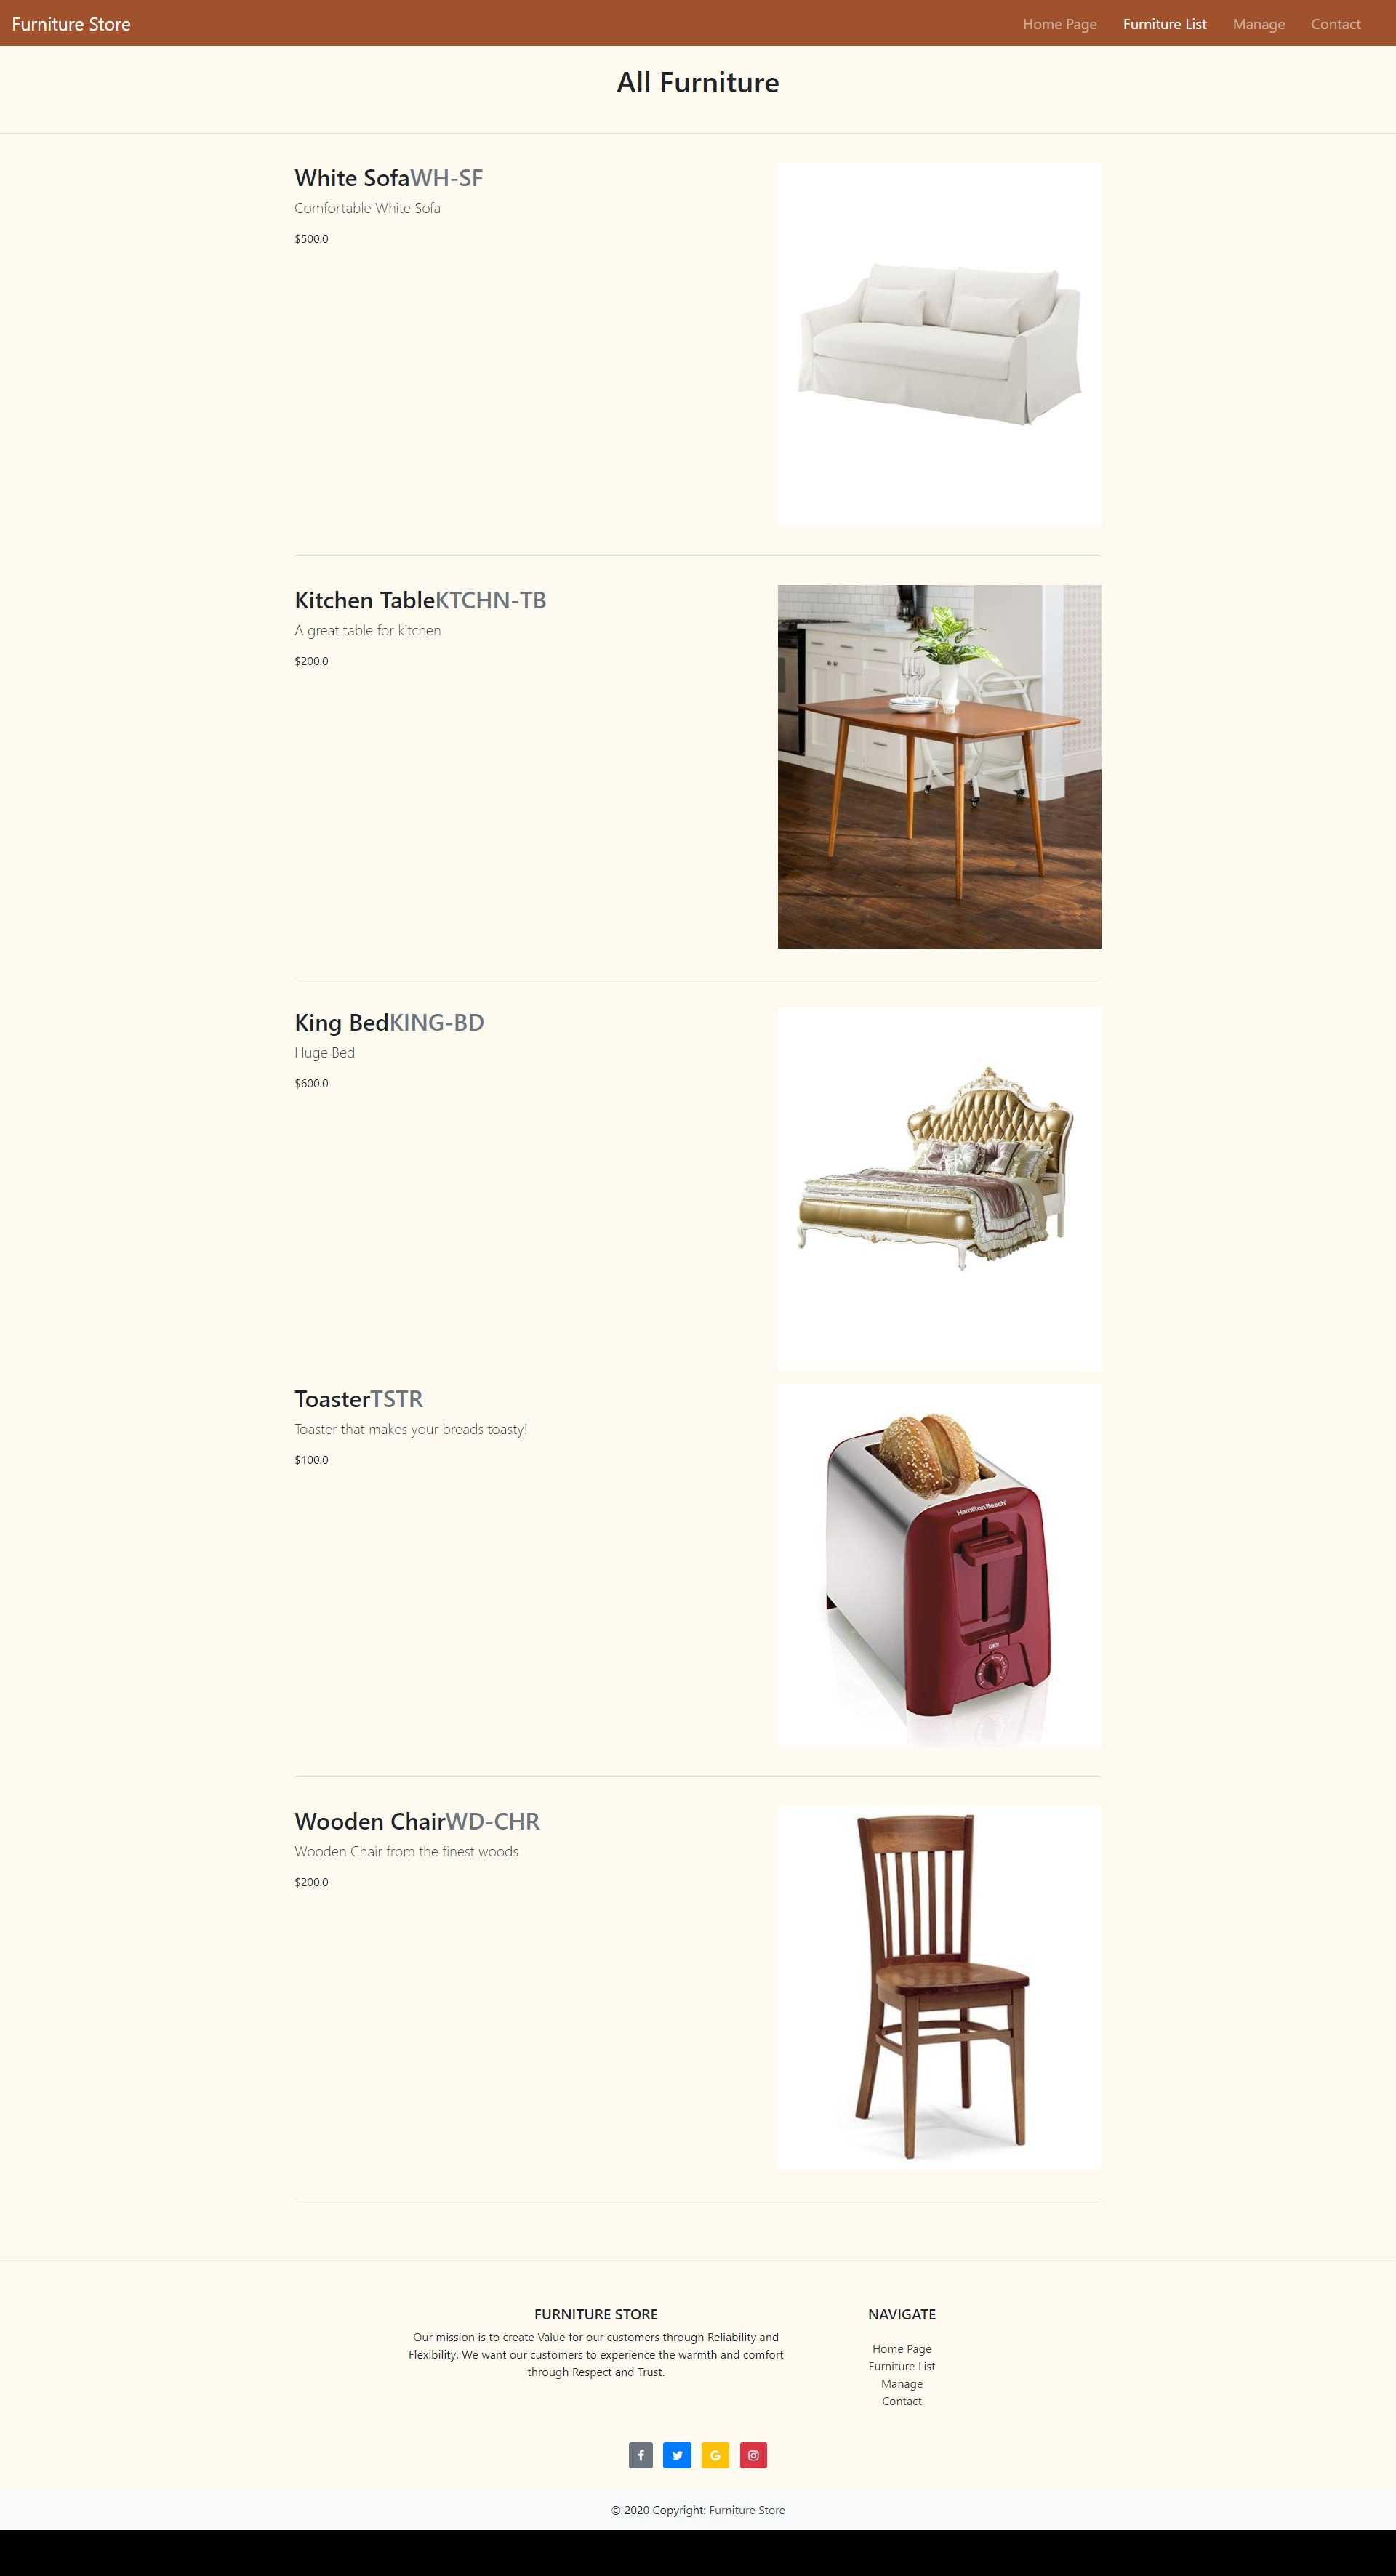 Furniture Store
Home Page Furniture List Manage Contact
All Furniture
White SofaWH-SF
Comfortable White Sofa
$500.0
Kitchen TableKTCHN-TB
A great table for kitchen
$200.0
King BedKING-BD
Huge Bed
$600.0
ToasterTSTR
Toaster that makes your breads toasty!
$100.0
Hamilton Beach
Wooden ChairWD-CHR
Wooden Chair from the finest woods
$200.0
FURNITURE STORE
Our mission is to create Value for our customers through Reliability and
Flexibility. We want our customers to experience the warmth and comfort
through Respect and Trust.
NAVIGATE
Home Page
Furniture List
Manage
Contact
© 2020 Copyright: Furniture Store